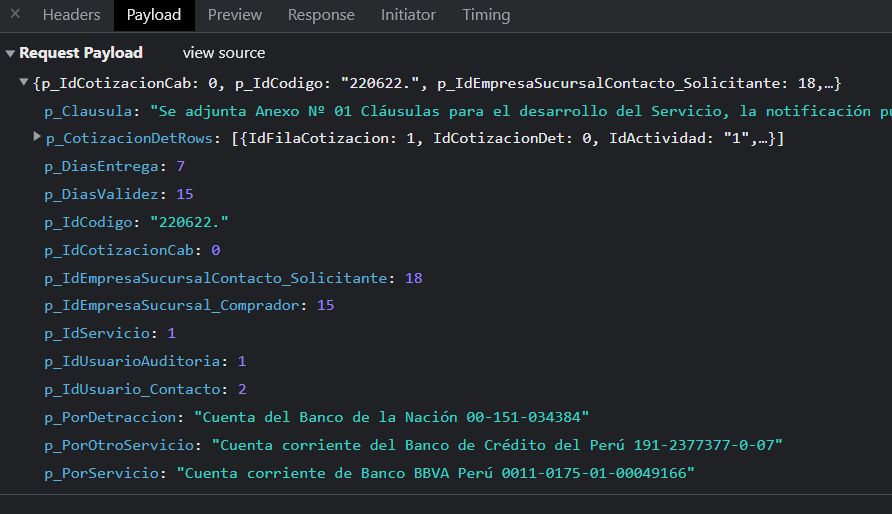 × Headers Payload Preview Response Initiator Timing
▼ Request Payload view source
▼ {p_IdCotizacionCab: 0, p_IdCodigo: "220622.", p_IdEmpresaSucursalContacto_Solicitante: 18,…}
p_Clausula: "Se adjunta Anexo Nº 01 Cláusulas para el desarrollo del Servicio, la notificación
▶ p_CotizacionDetRows: [{IdFilaCotizacion: 1, IdCotizacionDet: 0, IdActividad: "1",…}]
p_DiasEntrega: 7
p_DiasValidez: 15
p_IdCodigo: "220622."
p_IdCotizacionCab: 0
p_IdEmpresaSucursalContacto_Solicitante: 18
p_IdEmpresaSucursal_Comprador: 15
p_IdServicio: 1
p_IdUsuarioAuditoria: 1
p_IdUsuario_Contacto: 2
p_PorDetraccion: "Cuenta del Banco de la Nación 00-151-034384"
p_PorOtroServicio: "Cuenta corriente del Banco de Crédito del Perú 191-2377377-0-07"
p_PorServicio: "Cuenta corriente de Banco BBVA Perú 0011-0175-01-00049166"